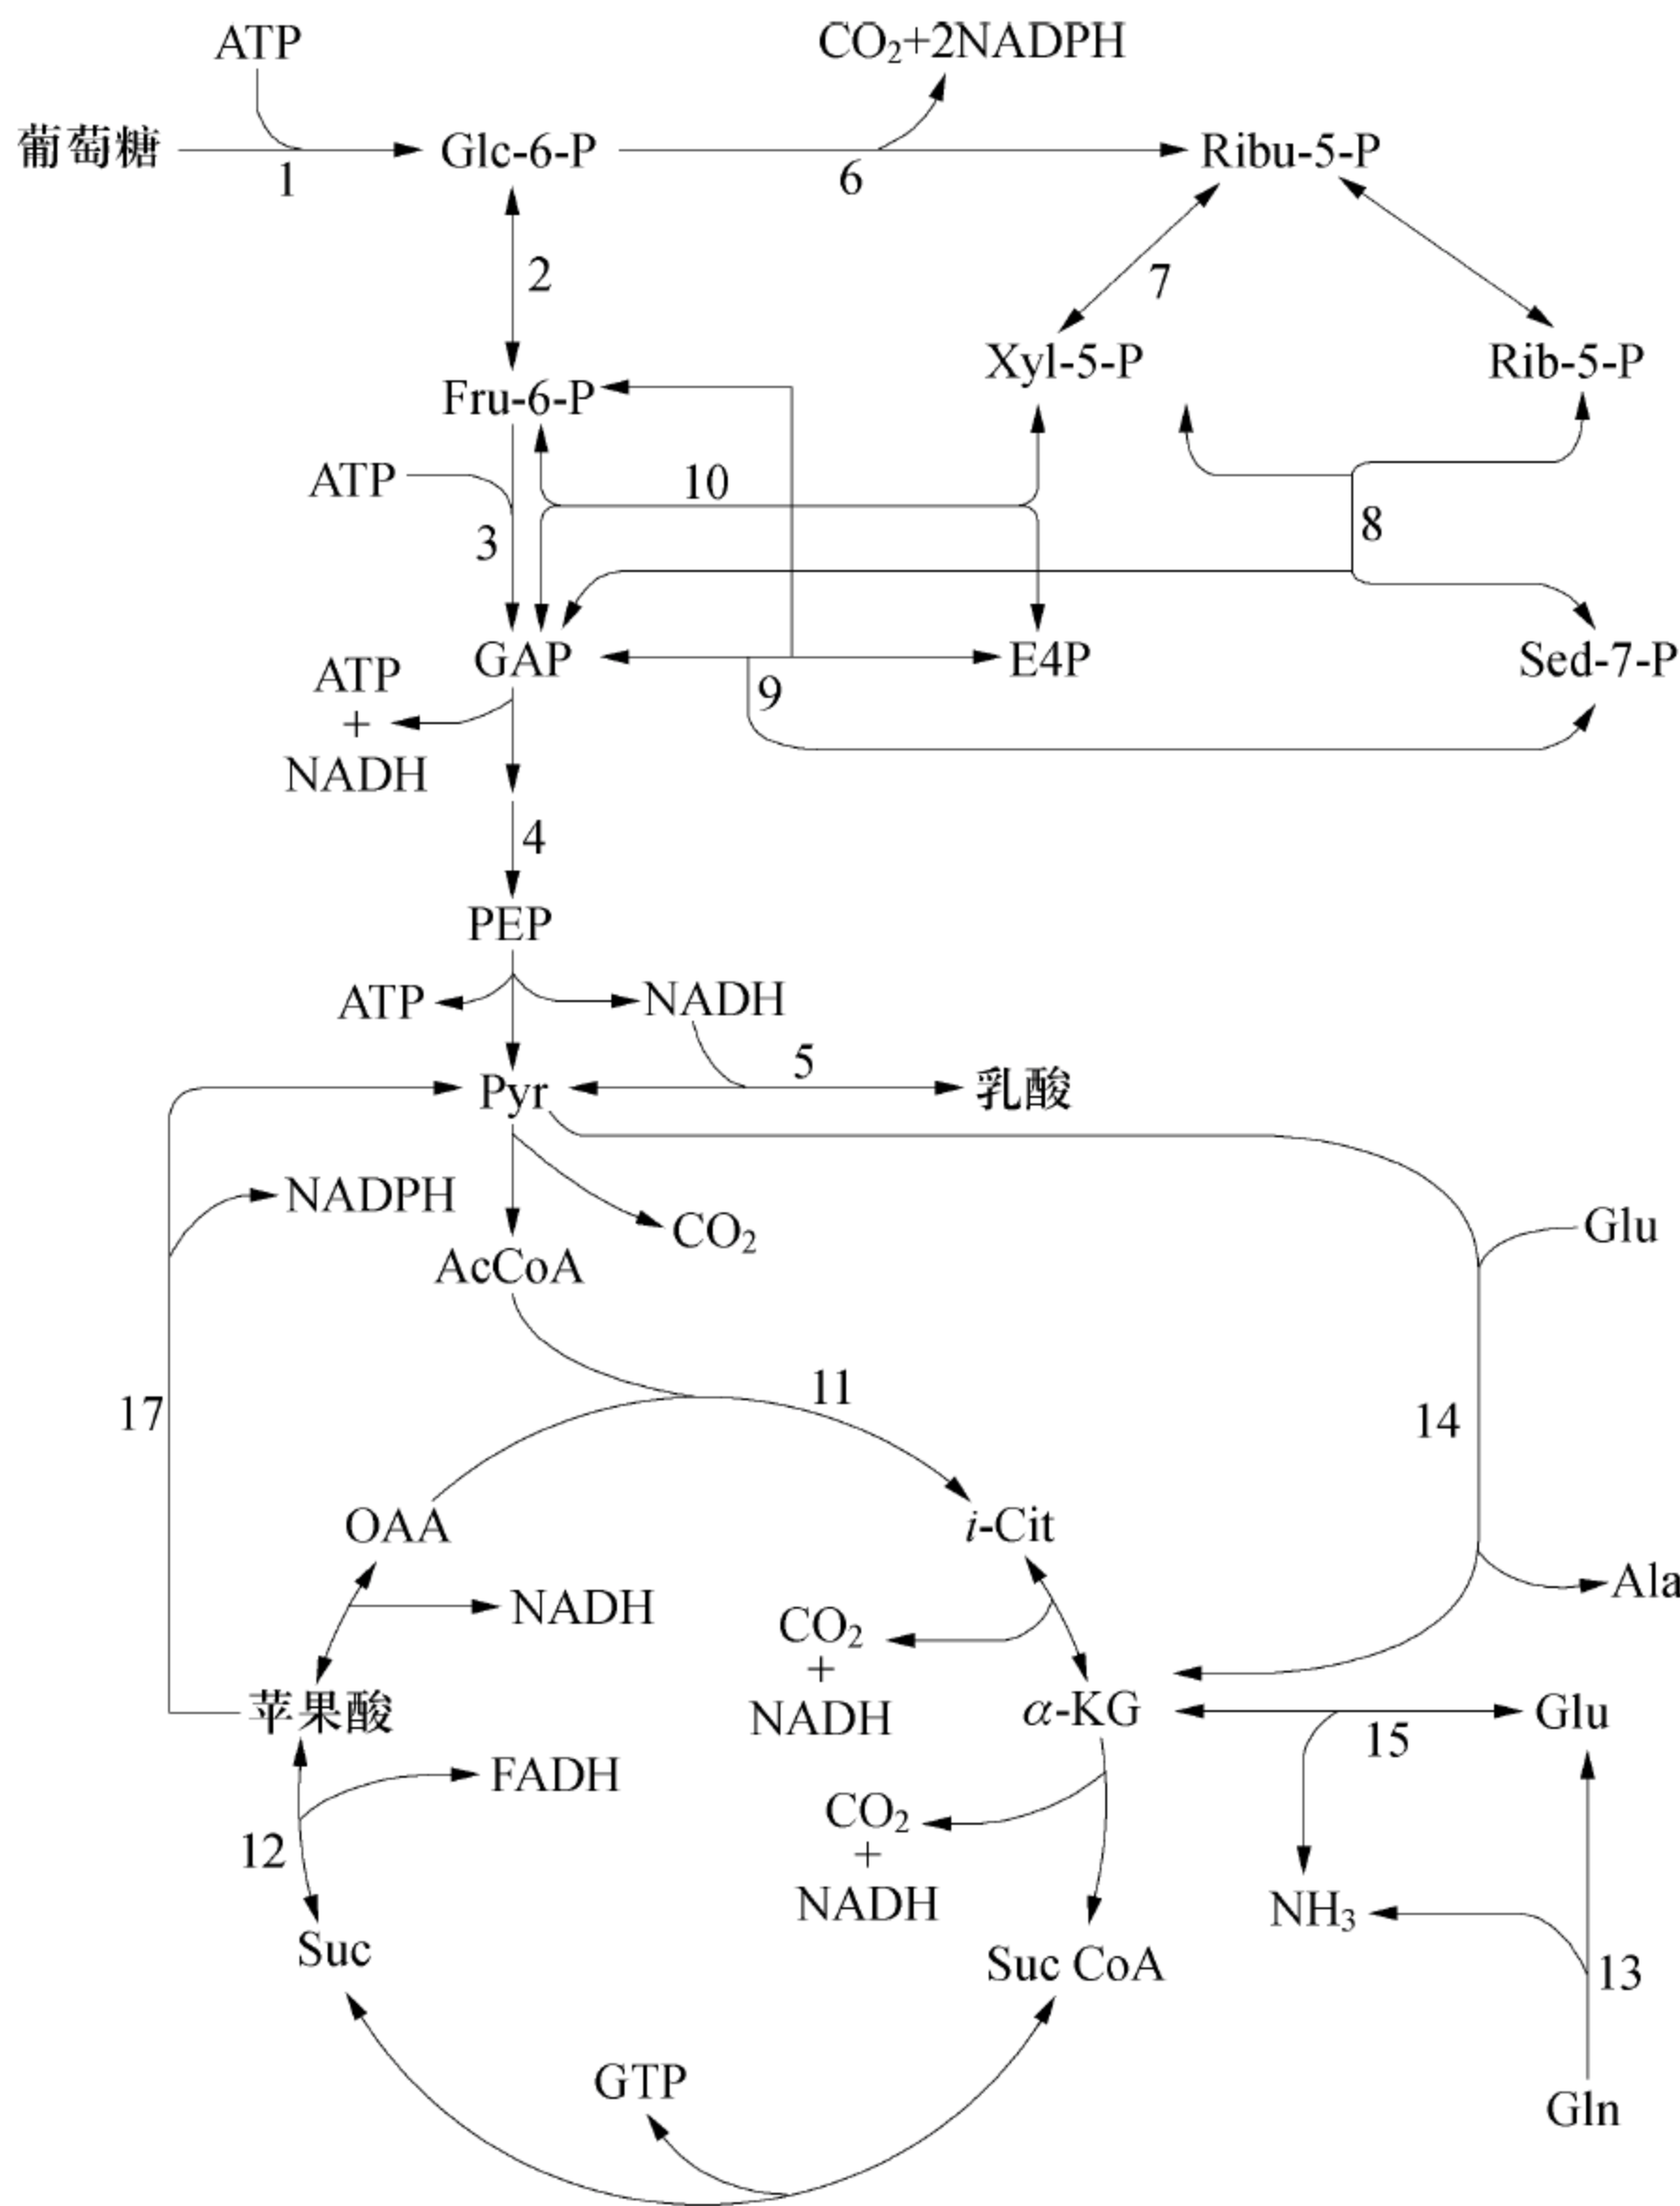 ATP
CO₂+2NADPH
葡萄糖
Glc-6-P
Ribu-5-P
1
6
2
7
Fru-6-P
Xyl-5-P
Rib-5-P
ATP
10
3
8
GAP
E4P
Sed-7-P
ATP
+
NADH
9
4
PEP
ATP
NADH
5
Pyr
乳酸
NADPH
CO₂
Glu
AcCoA
11
17
14
OAA
i-Cit
Ala
NADH
CO₂
+
NADH
苹果酸
α-KG
Glu
15
FADH
CO₂
+
NADH
12
NH₃
Suc
Suc CoA
13
GTP
Gln